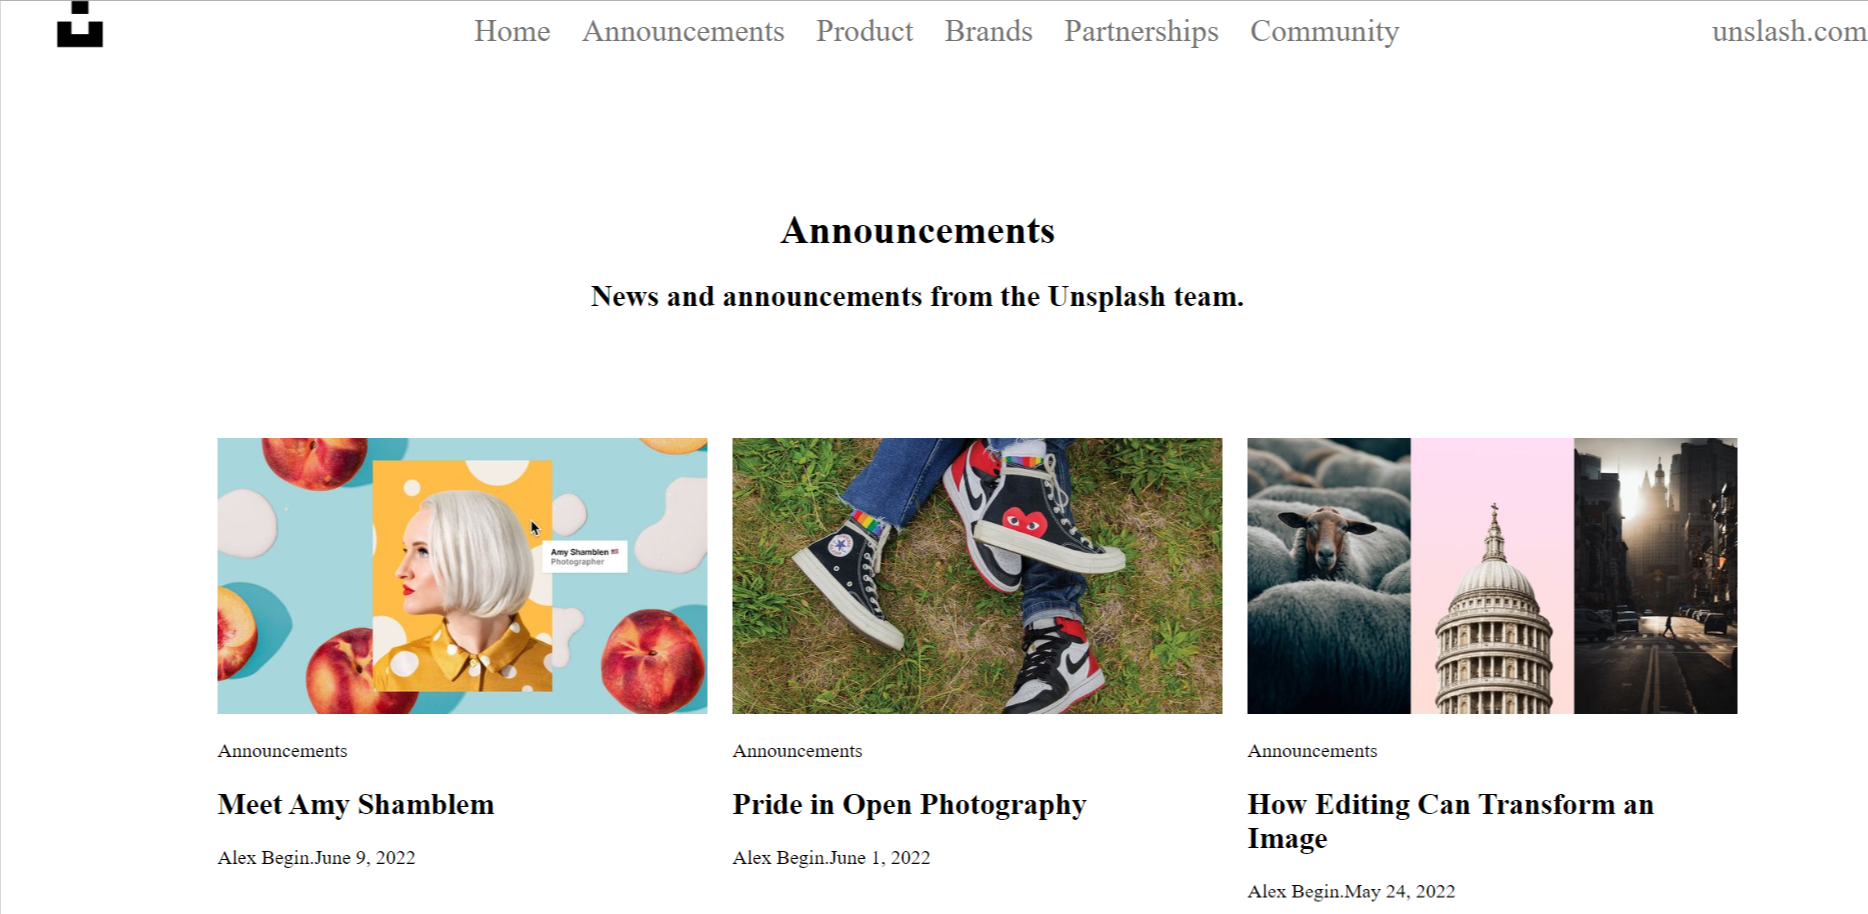 Home Announcements Product Brands Partnerships Community unslash.com
Announcements
News and announcements from the Unsplash team.
Amy Shamblen
Photographer
Announcements
Meet Amy Shamblem
Alex Begin.June 9, 2022
Announcements
Pride in Open Photography
Alex Begin.June 1, 2022
Announcements
How Editing Can Transform an
Image
Alex Begin.May 24, 2022